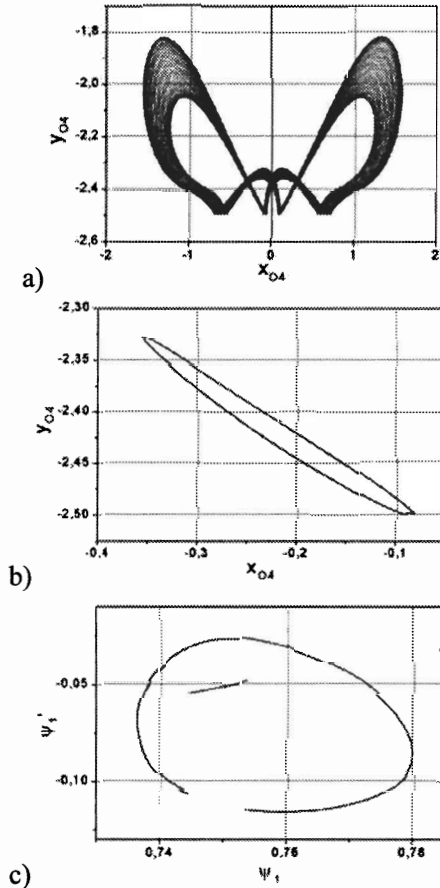 -1,8
-2,0
y_O4
-2,2
-2,4
-2,6
-2 -1 0 1 2
x_O4
a)
-2,30
-2,35
y_O4
-2,40
-2,45
-2,50
-0,4 -0,3 -0,2 -0,1
x_O4
b)
-0,05
ψ₁'
-0,10
0,74 0,76 0,78
ψ₁
c)